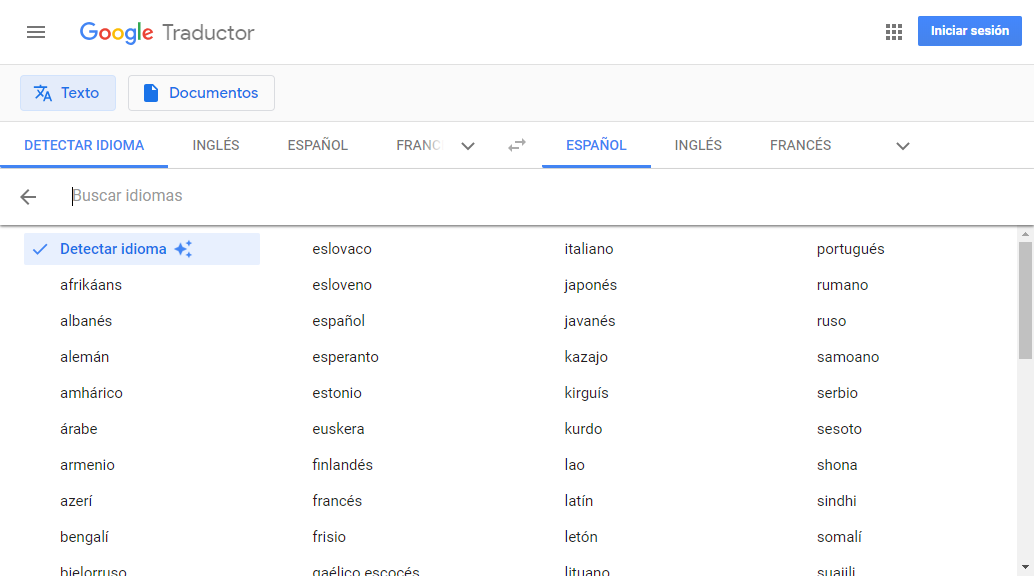 Google Traductor
Iniciar sesión
Texto
Documentos
DETECTAR IDIOMA
INGLÉS
ESPAÑOL
FRANC
ESPAÑOL
INGLÉS
FRANCÉS
Buscar idiomas
Detectar idioma
afrikáans
albanés
alemán
amhárico
árabe
armenio
azerí
bengalí
bielorruso
eslovaco
esloveno
español
esperanto
estonio
euskera
finlandés
francés
frisio
gaélico escocés
italiano
japonés
javanés
kazajo
kirguís
kurdo
lao
latín
letón
lituano
portugués
rumano
ruso
samoano
serbio
sesoto
shona
sindhi
somalí
suajili